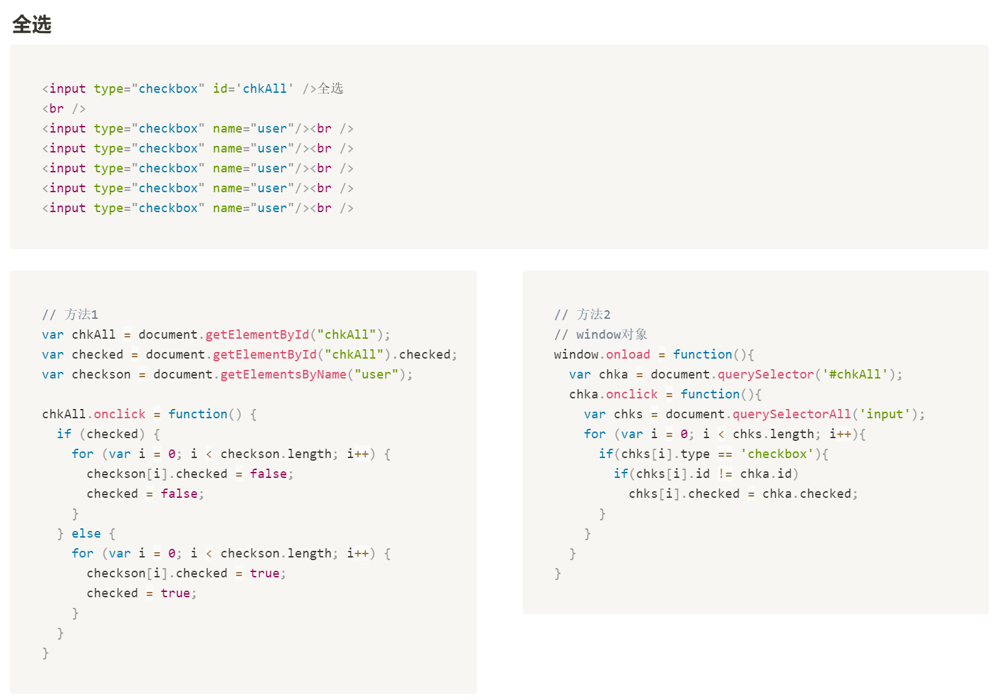 全选
<input type="checkbox" id='chkAll' />全选
<br />
<input type="checkbox" name="user"/><br />
<input type="checkbox" name="user"/><br />
<input type="checkbox" name="user"/><br />
<input type="checkbox" name="user"/><br />
<input type="checkbox" name="user"/><br />
// 方法1
var chkAll = document.getElementById("chkAll");
var checked = document.getElementById("chkAll").checked;
var checkson = document.getElementsByName("user");

chkAll.onclick = function() {
  if (checked) {
    for (var i = 0; i < checkson.length; i++) {
      checkson[i].checked = false;
      checked = false;
    }
  } else {
    for (var i = 0; i < checkson.length; i++) {
      checkson[i].checked = true;
      checked = true;
    }
  }
}
// 方法2
// window对象
window.onload = function(){
  var chka = document.querySelector('#chkAll');
  chka.onclick = function(){
    var chks = document.querySelectorAll('input');
    for (var i = 0; i < chks.length; i++){
      if(chks[i].type == 'checkbox'){
        if(chks[i].id != chka.id)
          chks[i].checked = chka.checked;
      }
    }
  }
}